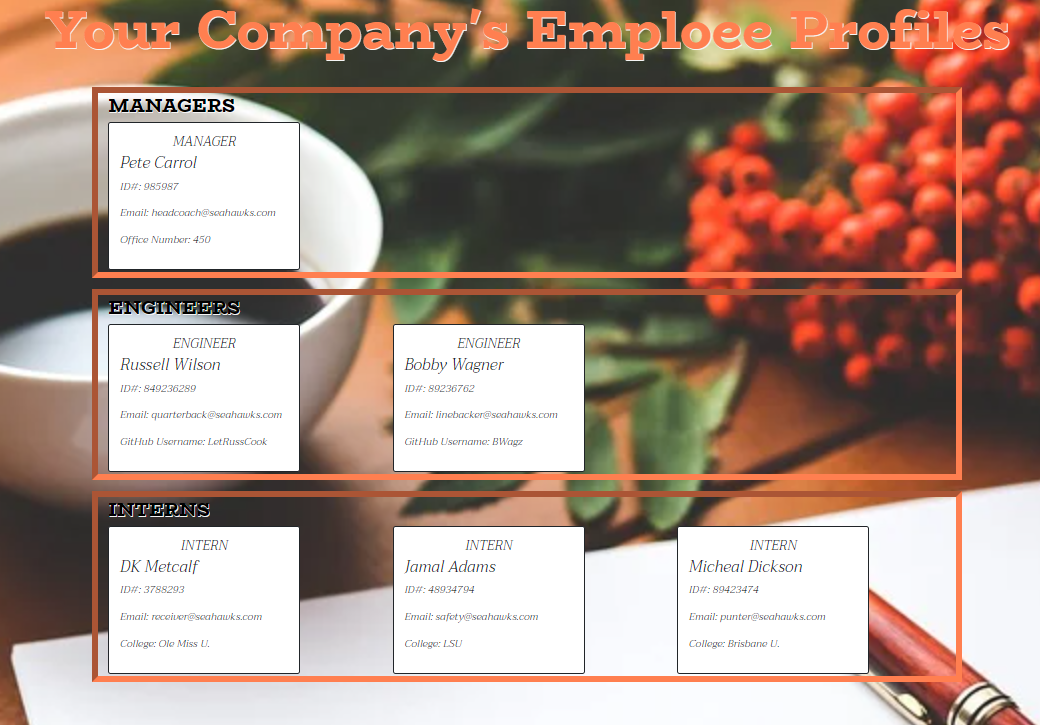 Your Company's Emploee Profiles
MANAGERS
MANAGER
Pete Carrol
ID#: 985987
Email: headcoach@seahawks.com
Office Number: 450
ENGINEERS
ENGINEER
Russell Wilson
ID#: 849236289
Email: quarterback@seahawks.com
GitHub Username: LetRussCook
ENGINEER
Bobby Wagner
ID#: 89236762
Email: linebacker@seahawks.com
GitHub Username: BWagz
INTERNS
INTERN
DK Metcalf
ID#: 3788293
Email: receiver@seahawks.com
College: Ole Miss U.
INTERN
Jamal Adams
ID#: 48934794
Email: safety@seahawks.com
College: LSU
INTERN
Micheal Dickson
ID#: 89423474
Email: punter@seahawks.com
College: Brisbane U.